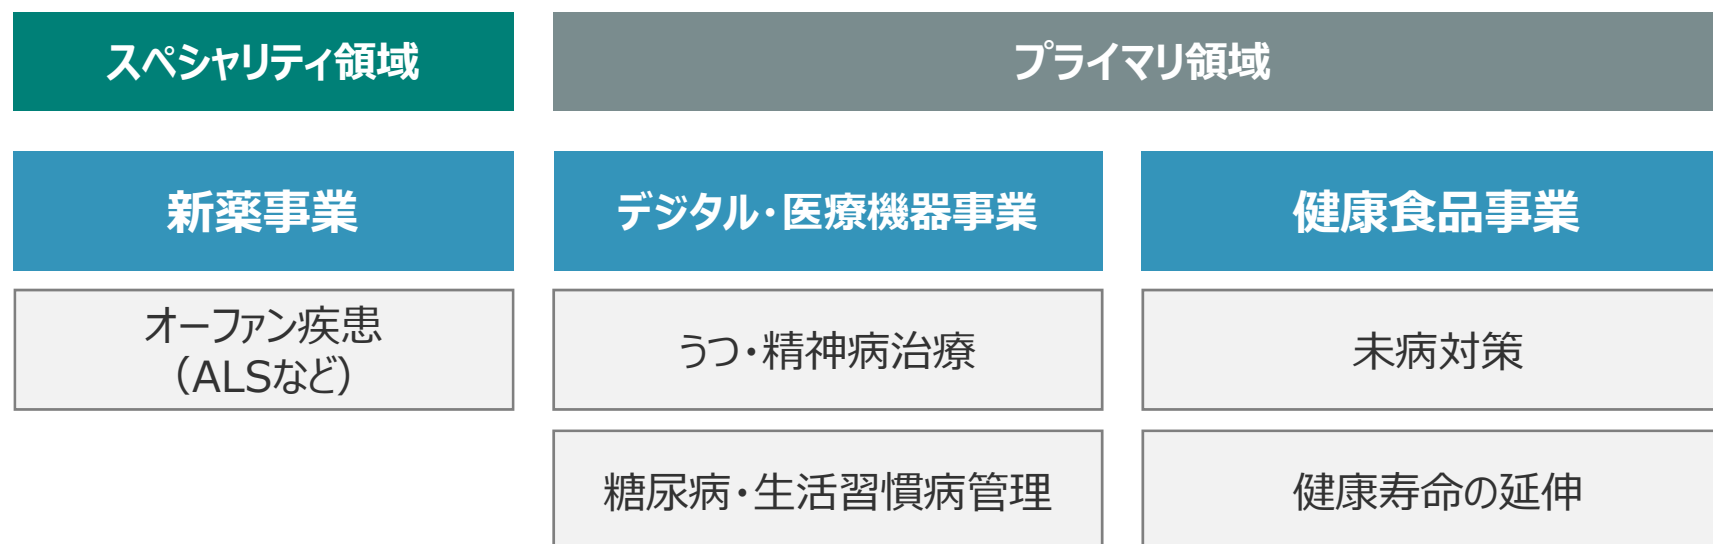 スペシャリティ領域
プライマリ領域
新薬事業
デジタル・医療機器事業
健康食品事業
オーファン疾患
（ALSなど）
うつ・精神病治療
未病対策
糖尿病・生活習慣病管理
健康寿命の延伸